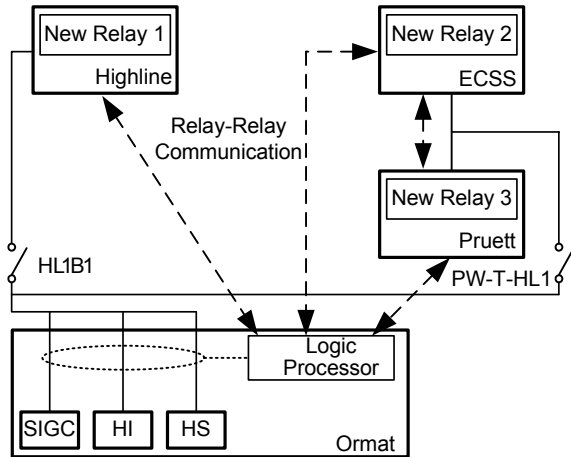 New Relay 1
Highline
New Relay 2
ECSS
Relay-Relay
Communication
New Relay 3
Pruett
HL1B1
PW-T-HL1
Logic
Processor
SIGC
HI
HS
Ormat